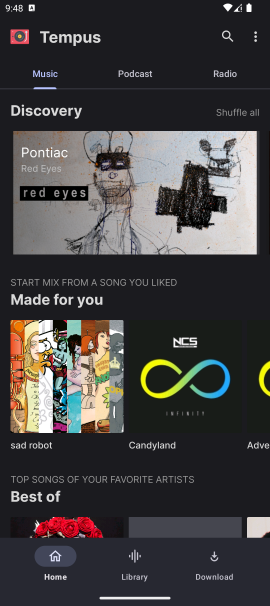 9:48
Tempus
Music
Podcast
Radio
Discovery
Shuffle all
Pontiac
Red Eyes
red eyes
START MIX FROM A SONG YOU LIKED
Made for you
NCS
INFINITY
sad robot
Candyland
Adve
TOP SONGS OF YOUR FAVORITE ARTISTS
Best of
Home
Library
Download